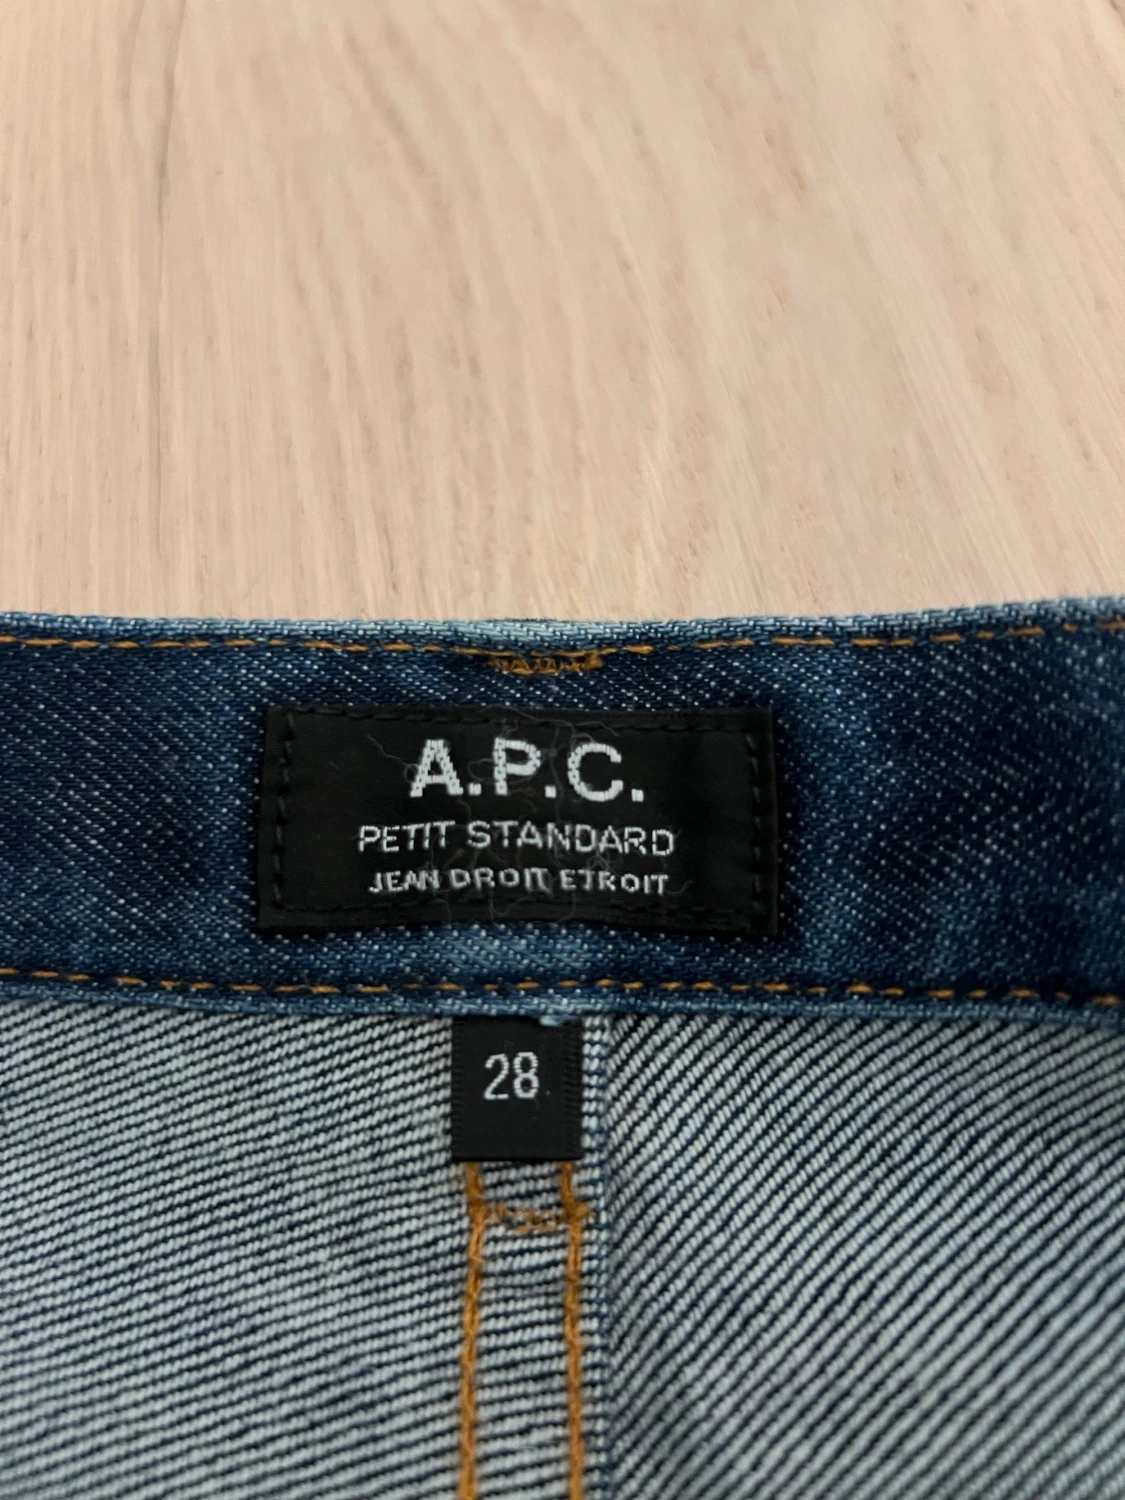 A.P.C.
PETIT STANDARD
JEAN DROIT ETROIT
28